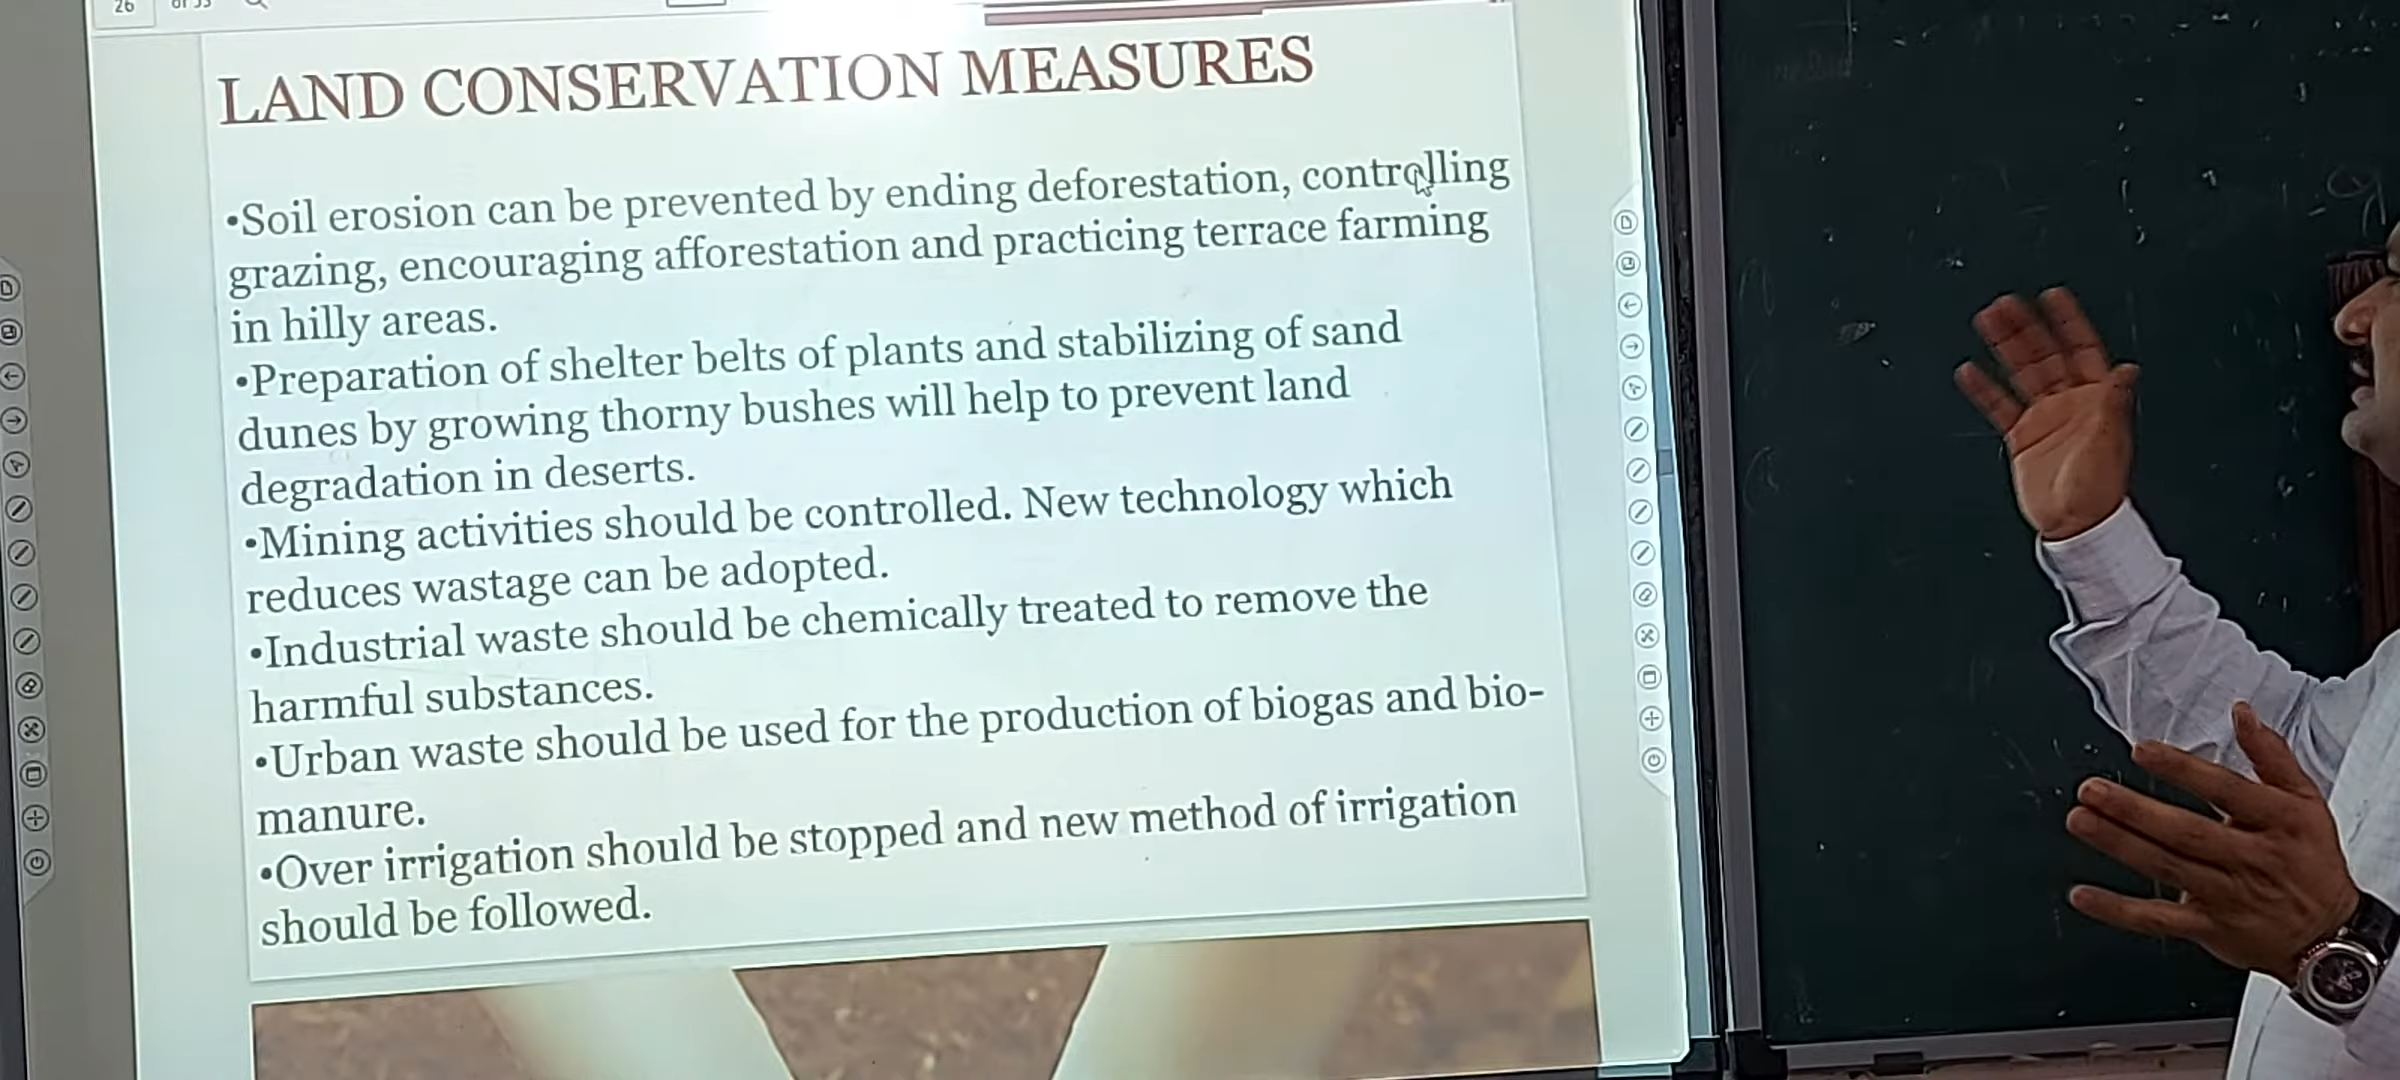 26 of 35
LAND CONSERVATION MEASURES
•Soil erosion can be prevented by ending deforestation, controlling
grazing, encouraging afforestation and practicing terrace farming
in hilly areas.
•Preparation of shelter belts of plants and stabilizing of sand
dunes by growing thorny bushes will help to prevent land
degradation in deserts.
•Mining activities should be controlled. New technology which
reduces wastage can be adopted.
•Industrial waste should be chemically treated to remove the
harmful substances.
•Urban waste should be used for the production of biogas and bio-
manure.
•Over irrigation should be stopped and new method of irrigation
should be followed.